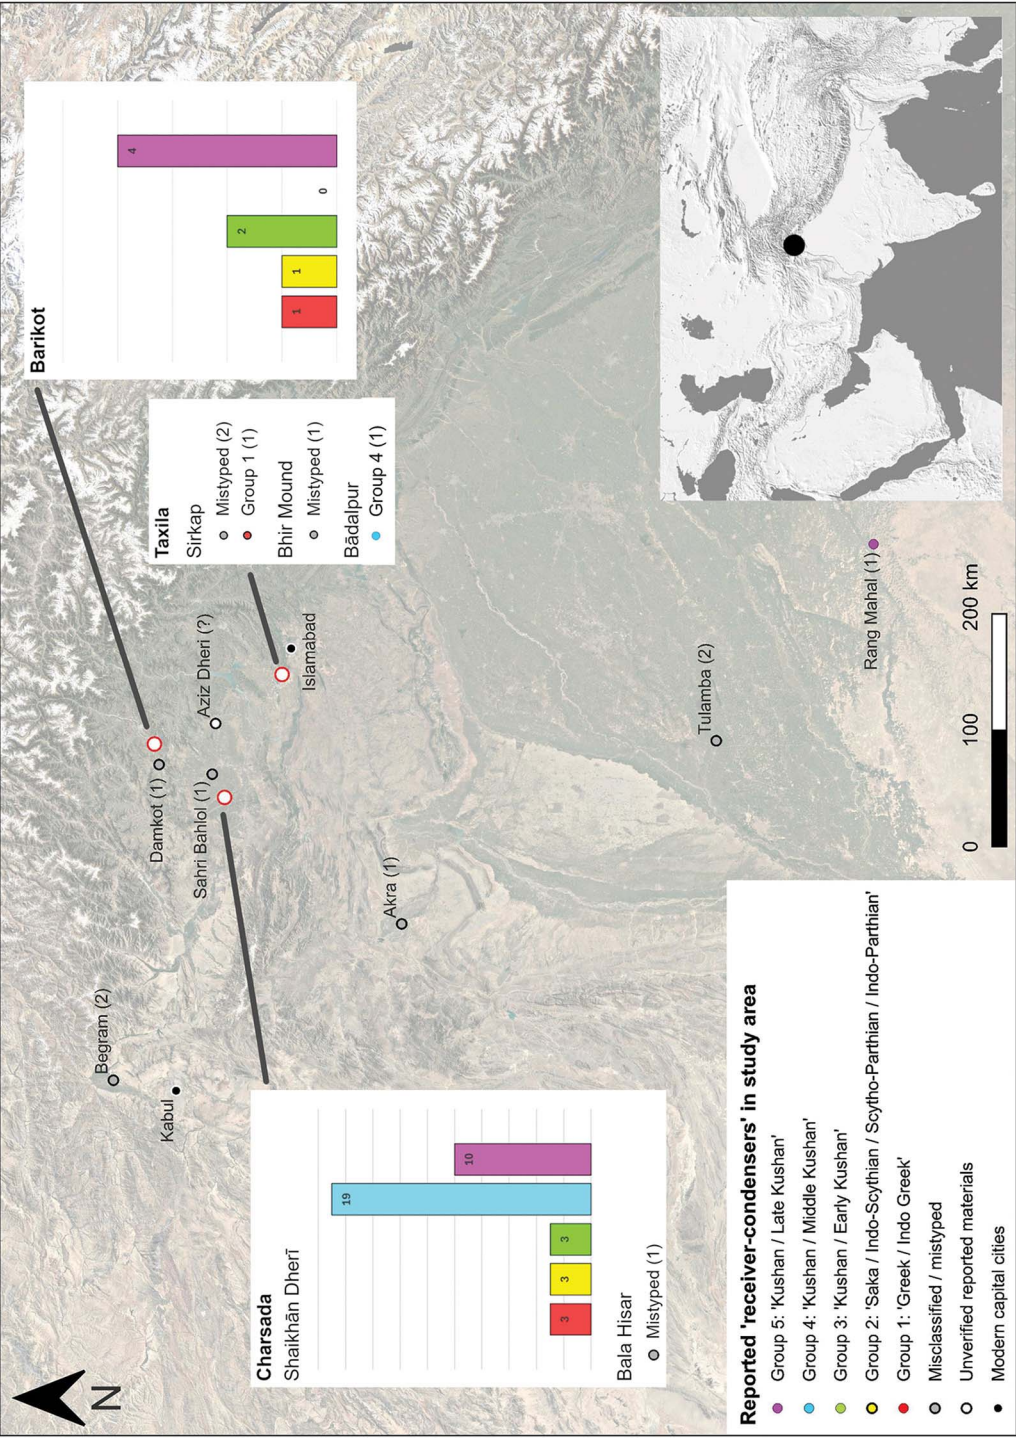 N
Barikot
1
1
2
0
4
Taxila
Sirkap
Mistyped (2)
Group 1 (1)
Bhir Mound
Mistyped (1)
Bādalpur
Group 4 (1)
Begram (2)
Kabul
Damkot (1)
Sahri Bahlol (1)
Aziz Dheri (?)
Islamabad
Akra (1)
Tulamba (2)
Rang Mahal (1)
Charsada
Shaikhān Dherī
3
3
3
19
10
Bala Hisar
Mistyped (1)
Reported 'receiver-condensers' in study area
Group 5: 'Kushan / Late Kushan'
Group 4: 'Kushan / Middle Kushan'
Group 3: 'Kushan / Early Kushan'
Group 2: 'Saka / Indo-Scythian / Scytho-Parthian / Indo-Parthian'
Group 1: 'Greek / Indo Greek'
Misclassified / mistyped
Unverified reported materials
Modern capital cities
0 100 200 km